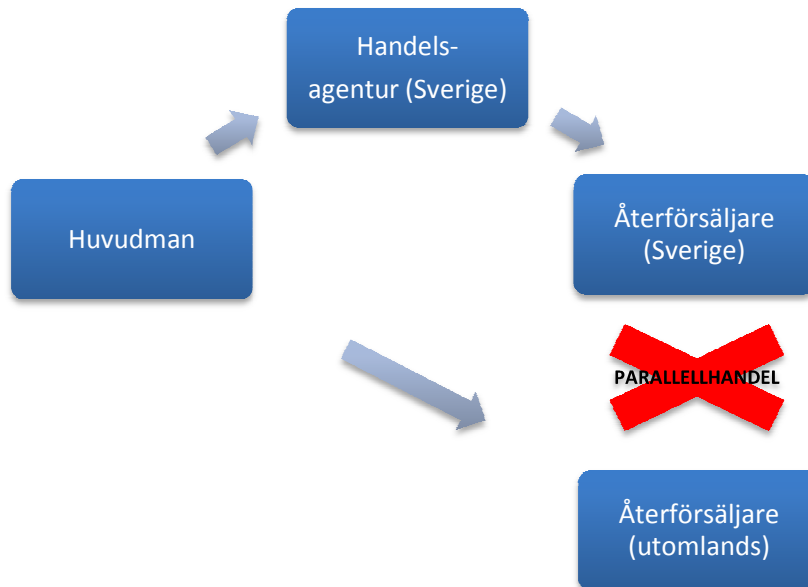 Handels-
agentur (Sverige)
Huvudman
Återförsäljare
(Sverige)
PARALLELLHANDEL
Återförsäljare
(utomlands)